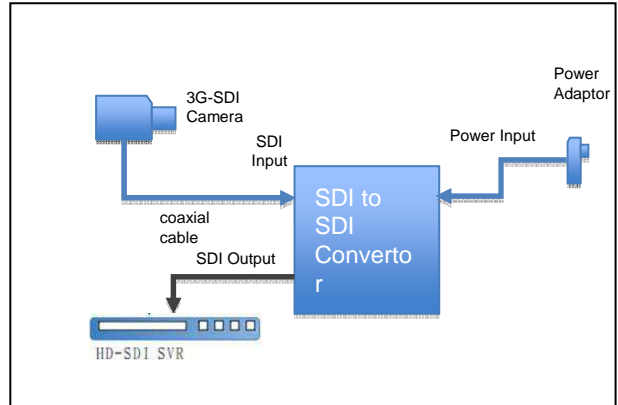 3G-SDI
Camera
Power
Adaptor
SDI
Input
Power Input
SDI to
SDI
Converto
r
coaxial
cable
SDI Output
HD-SDI SVR